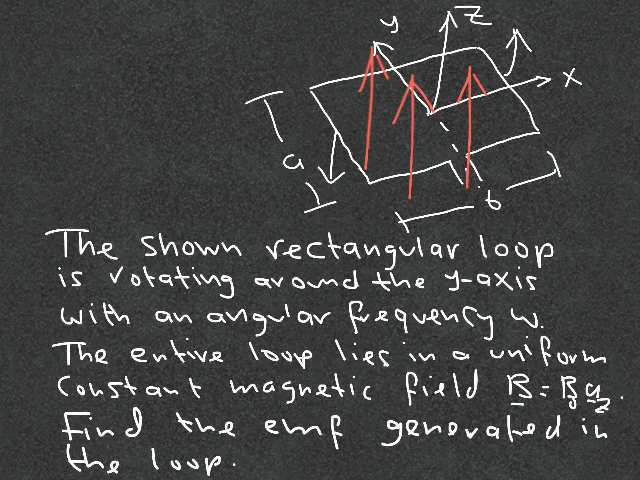 y
z
x
a
b
The shown rectangular loop
is rotating around the y-axis
with an angular frequency ω.
The entire loop lies in a uniform
constant magnetic field B = B₀ a_z.
Find the emf generated in
the loop.